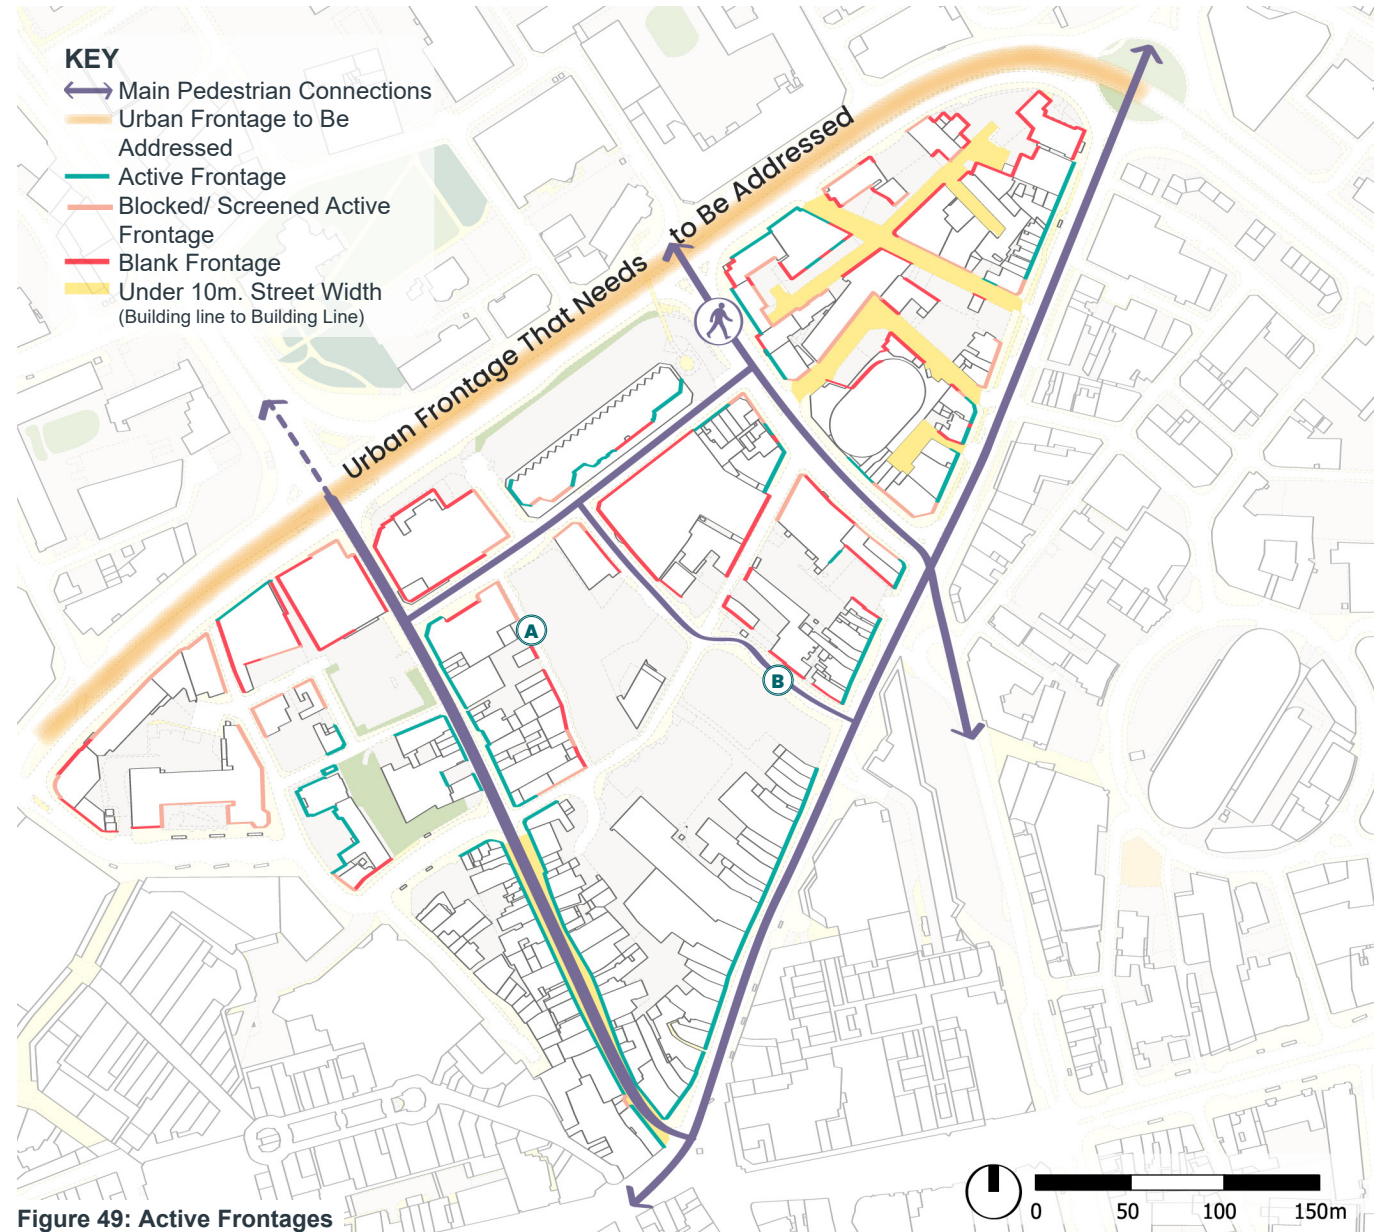 KEY
Main Pedestrian Connections
Urban Frontage to Be
Addressed
Active Frontage
Blocked/ Screened Active
Frontage
Blank Frontage
Under 10m. Street Width
(Building line to Building Line)
Urban Frontage That Needs to Be Addressed
A
B
0 50 100 150m
Figure 49: Active Frontages